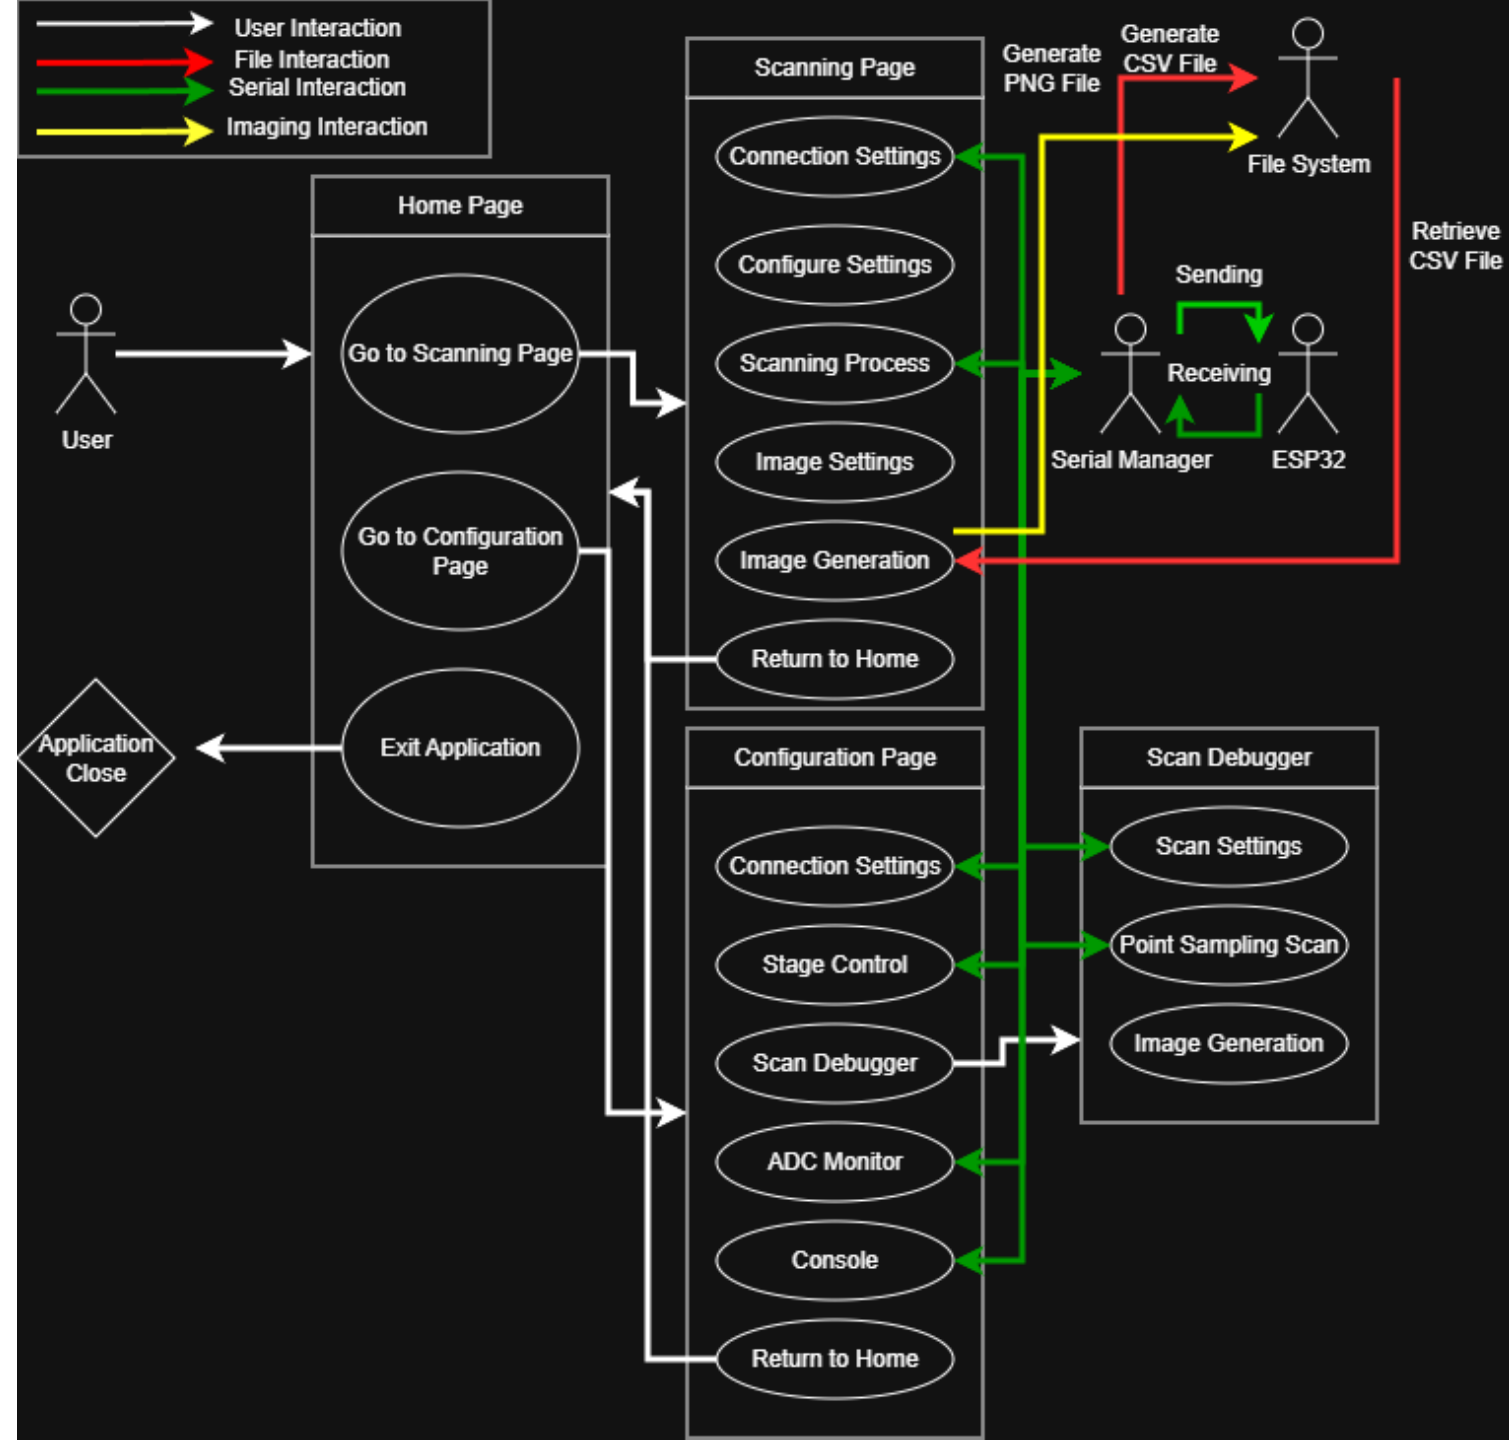 User Interaction
File Interaction
Serial Interaction
Imaging Interaction
Home Page
Go to Scanning Page
Go to Configuration
Page
Exit Application
User
Application
Close
Scanning Page
Connection Settings
Configure Settings
Scanning Process
Image Settings
Image Generation
Return to Home
Generate
PNG File
Generate
CSV File
File System
Retrieve
CSV File
Sending
Receiving
Serial Manager
ESP32
Configuration Page
Connection Settings
Stage Control
Scan Debugger
ADC Monitor
Console
Return to Home
Scan Debugger
Scan Settings
Point Sampling Scan
Image Generation